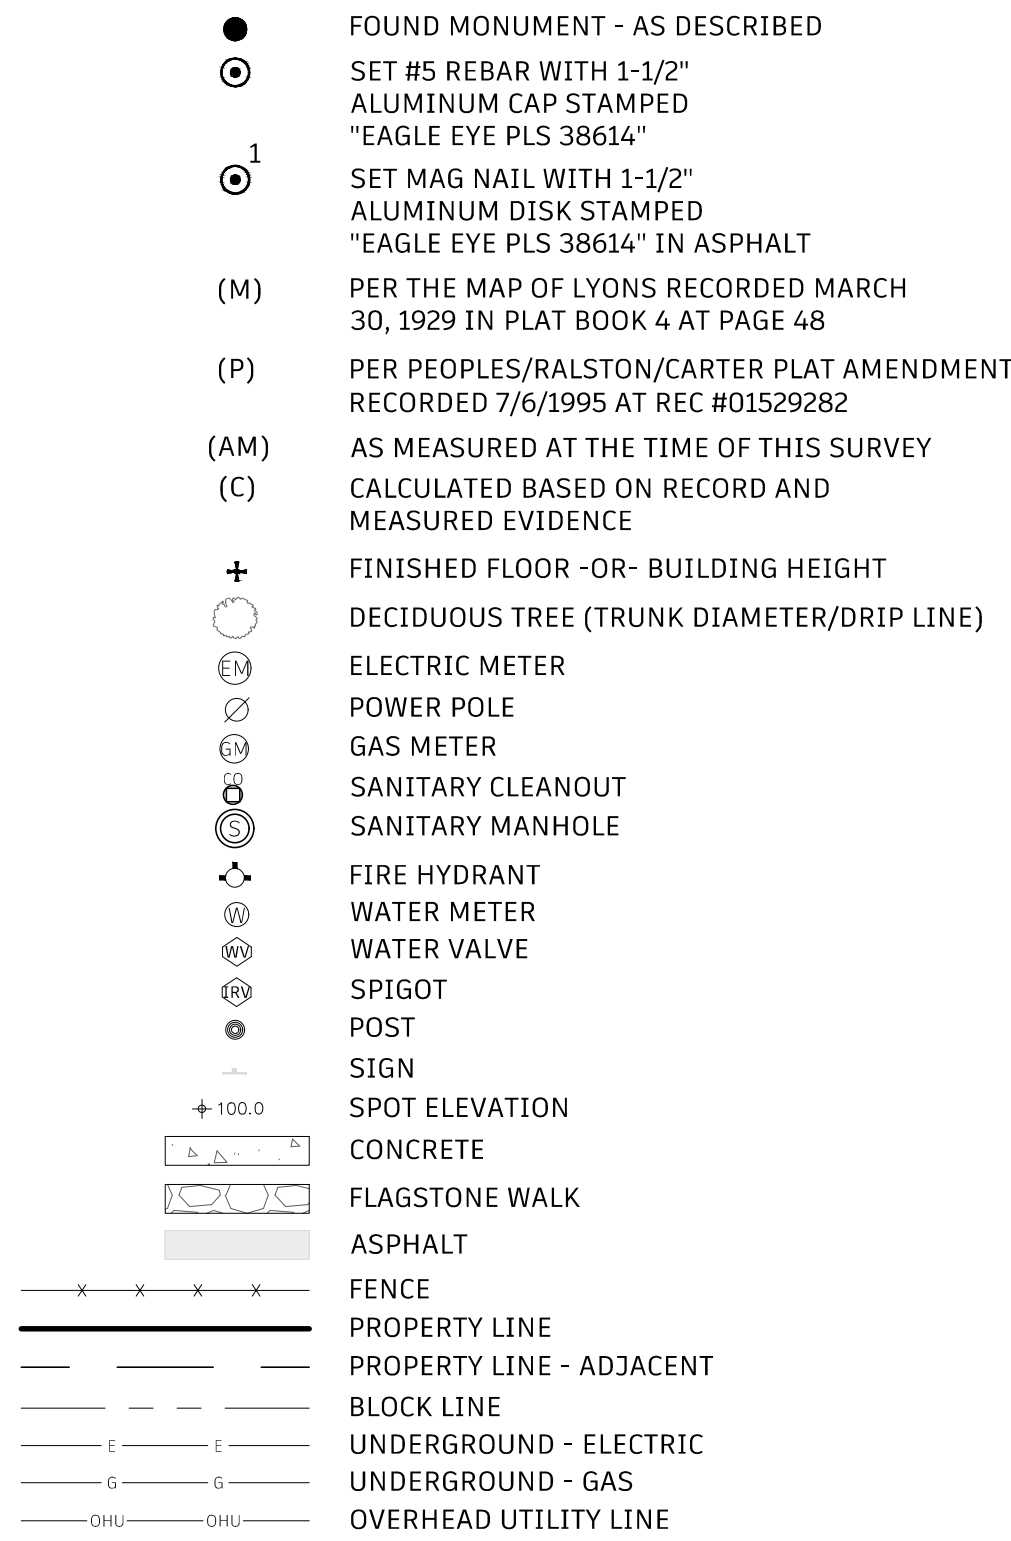 FOUND MONUMENT - AS DESCRIBED
SET #5 REBAR WITH 1-1/2"
ALUMINUM CAP STAMPED
"EAGLE EYE PLS 38614"
1
SET MAG NAIL WITH 1-1/2"
ALUMINUM DISK STAMPED
"EAGLE EYE PLS 38614" IN ASPHALT
(M) PER THE MAP OF LYONS RECORDED MARCH
30, 1929 IN PLAT BOOK 4 AT PAGE 48
(P) PER PEOPLES/RALSTON/CARTER PLAT AMENDMENT
RECORDED 7/6/1995 AT REC #01529282
(AM) AS MEASURED AT THE TIME OF THIS SURVEY
(C) CALCULATED BASED ON RECORD AND
MEASURED EVIDENCE
FINISHED FLOOR -OR- BUILDING HEIGHT
DECIDUOUS TREE (TRUNK DIAMETER/DRIP LINE)
EM ELECTRIC METER
POWER POLE
GM GAS METER
CO SANITARY CLEANOUT
S SANITARY MANHOLE
FIRE HYDRANT
W WATER METER
WV WATER VALVE
IRV SPIGOT
POST
SIGN
100.0 SPOT ELEVATION
CONCRETE
FLAGSTONE WALK
ASPHALT
X X X X FENCE
PROPERTY LINE
PROPERTY LINE - ADJACENT
BLOCK LINE
E E UNDERGROUND - ELECTRIC
G G UNDERGROUND - GAS
OHU OHU OVERHEAD UTILITY LINE